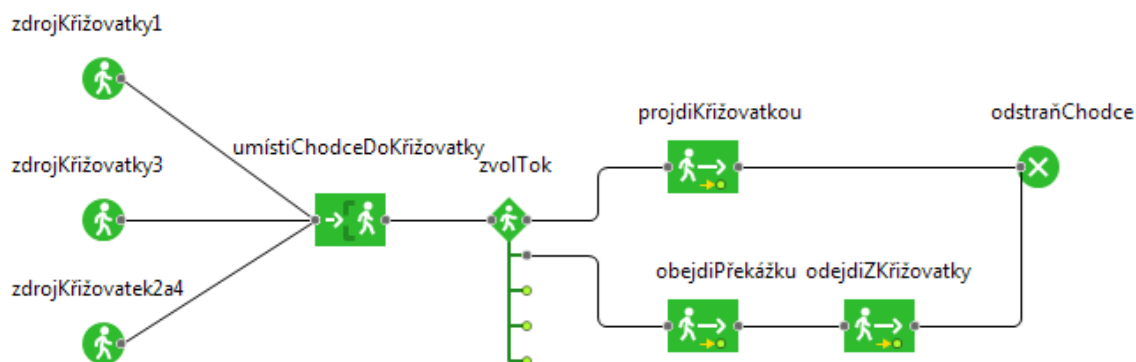 zdrojKřižovatky1
projdiKřižovatkou
odstraňChodce
zdrojKřižovatky3
umístiChodceDoKřižovatky
zvolTok
zdrojKřižovatek2a4
obejdiPřekážku
odejdiZKřižovatky